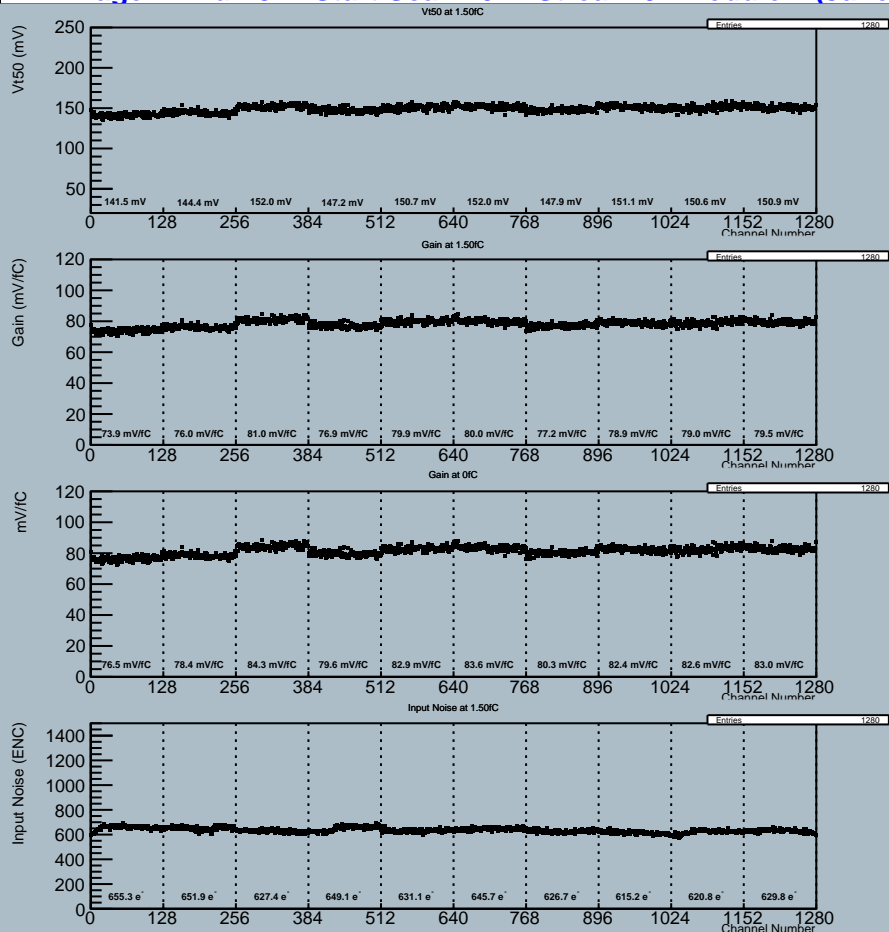 Vt50 at 1.50fC
Entries 1280
Vt50 (mV)
250
200
150
100
50
141.5 mV 144.4 mV 152.0 mV 147.2 mV 150.7 mV 152.0 mV 147.9 mV 151.1 mV 150.6 mV 150.9 mV
0 128 256 384 512 640 768 896 1024 1152 1280
Channel Number
Gain at 1.50fC
Entries 1280
Gain (mV/fC)
120
100
80
60
40
20
0
73.9 mV/fC 76.0 mV/fC 81.0 mV/fC 76.9 mV/fC 79.9 mV/fC 80.0 mV/fC 77.2 mV/fC 78.9 mV/fC 79.0 mV/fC 79.5 mV/fC
0 128 256 384 512 640 768 896 1024 1152 1280
Channel Number
Gain at 0fC
Entries 1280
mV/fC
120
100
80
60
40
20
0
76.5 mV/fC 78.4 mV/fC 84.3 mV/fC 79.6 mV/fC 82.9 mV/fC 83.6 mV/fC 80.3 mV/fC 82.4 mV/fC 82.6 mV/fC 83.0 mV/fC
0 128 256 384 512 640 768 896 1024 1152 1280
Channel Number
Input Noise at 1.50fC
Entries 1280
Input Noise (ENC)
1400
1200
1000
800
600
400
200
0
655.3 e⁻ 651.9 e⁻ 627.4 e⁻ 649.1 e⁻ 631.1 e⁻ 645.7 e⁻ 626.7 e⁻ 615.2 e⁻ 620.8 e⁻ 629.8 e⁻
0 128 256 384 512 640 768 896 1024 1152 1280
Channel Number